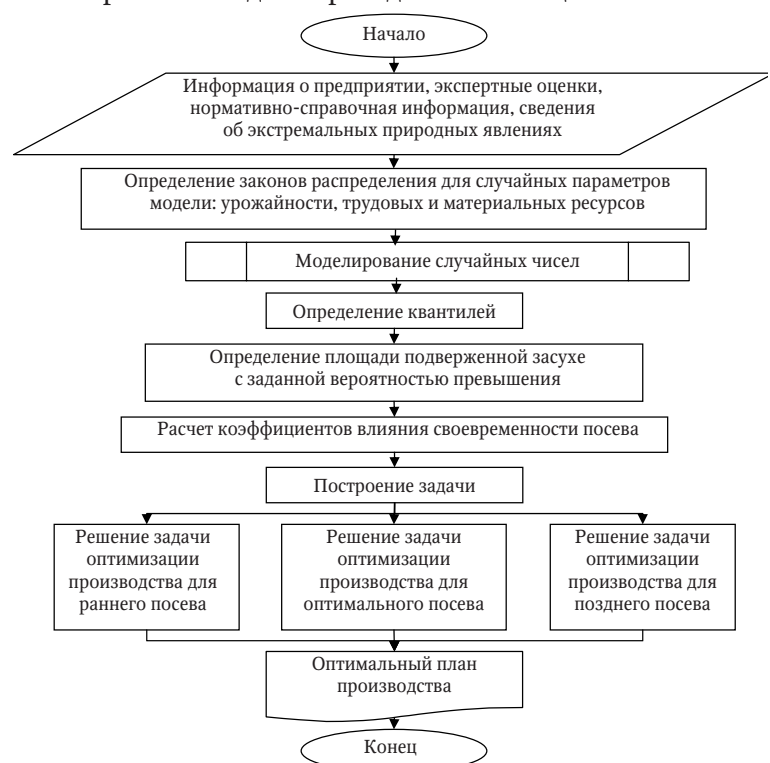 Начало
Информация о предприятии, экспертные оценки,
нормативно-справочная информация, сведения
об экстремальных природных явлениях
Определение законов распределения для случайных параметров
модели: урожайности, трудовых и материальных ресурсов
Моделирование случайных чисел
Определение квантилей
Определение площади подверженной засухе
с заданной вероятностью превышения
Расчет коэффициентов влияния своевременности посева
Построение задачи
Решение задачи
оптимизации
производства для
раннего посева
Решение задачи
оптимизации
производства для
оптимального посева
Решение задачи
оптимизации
производства для
позднего посева
Оптимальный план
производства
Конец